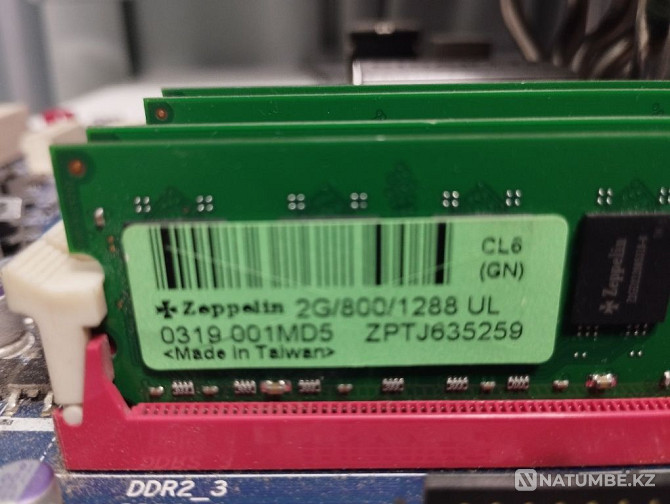 CL6
(GN)
Zeppelin 2G/800/1288 UL
0319 001MD5 ZPTJ635259
<Made in Taiwan>
Zeppelin
DDR2_3
NATUMBE.KZ